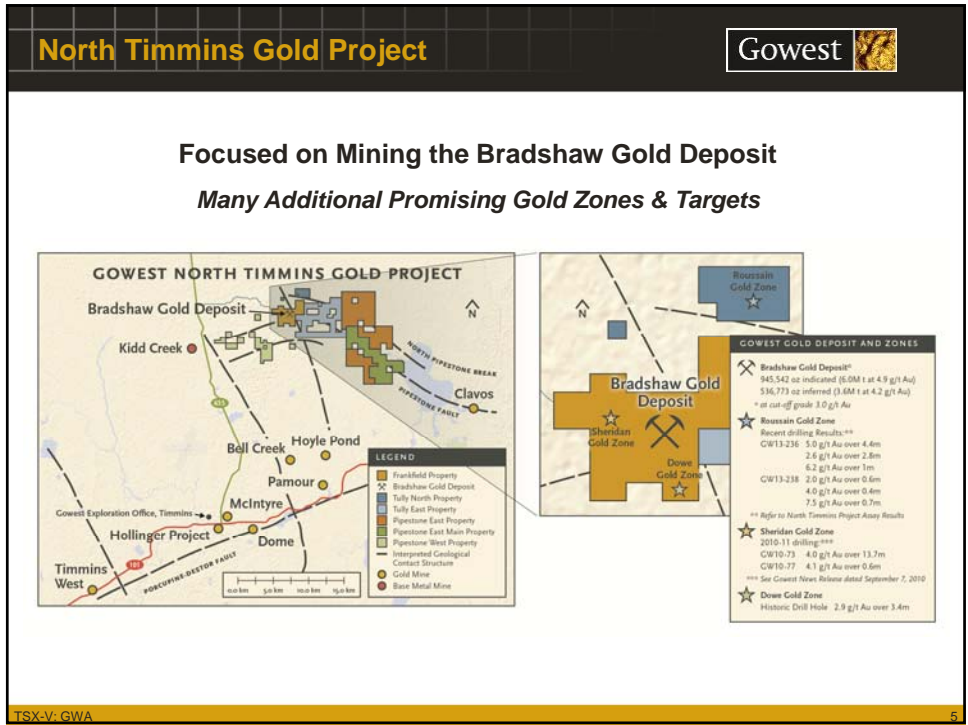 North Timmins Gold Project
Gowest
Focused on Mining the Bradshaw Gold Deposit
Many Additional Promising Gold Zones & Targets
GOWEST NORTH TIMMINS GOLD PROJECT
Bradshaw Gold Deposit
N
Kidd Creek
NORTH PIPESTONE BREAK
PIPESTONE FAULT
Clavos
Hoyle Pond
Bell Creek
Pamour
McIntyre
Gowest Exploration Office, Timmins
Hollinger Project
Dome
Timmins
West
101
PORCUPINE-DESTOR FAULT
0.0 km 5.0 km 10.0 km 15.0 km
LEGEND
Frankfield Property
Bradshaw Gold Deposit
Tully North Property
Tully East Property
Pipestone East Property
Pipestone East Main Property
Pipestone West Property
Interpreted Geological
Contact Structure
Gold Mine
Base Metal Mine
N
Roussain
Gold Zone
Bradshaw Gold
Deposit
Sheridan
Gold Zone
Dowe
Gold Zone
GOWEST GOLD DEPOSIT AND ZONES
Bradshaw Gold Deposit*
945,542 oz indicated (6.0M t at 4.9 g/t Au)
536,773 oz inferred (3.6M t at 4.2 g/t Au)
* at cut-off grade 3.0 g/t Au
Roussain Gold Zone
Recent drilling Results:**
GW13-236 5.0 g/t Au over 4.4m
2.6 g/t Au over 2.8m
6.2 g/t Au over 1m
GW13-238 2.0 g/t Au over 0.6m
4.0 g/t Au over 0.4m
7.5 g/t Au over 0.7m
** Refer to North Timmins Project Assay Results
Sheridan Gold Zone
2010-11 drilling:***
GW10-73 4.0 g/t Au over 13.7m
GW10-77 4.1 g/t Au over 0.6m
*** See Gowest News Release dated September 7, 2010
Dowe Gold Zone
Historic Drill Hole 2.9 g/t Au over 3.4m
TSX-V: GWA
5